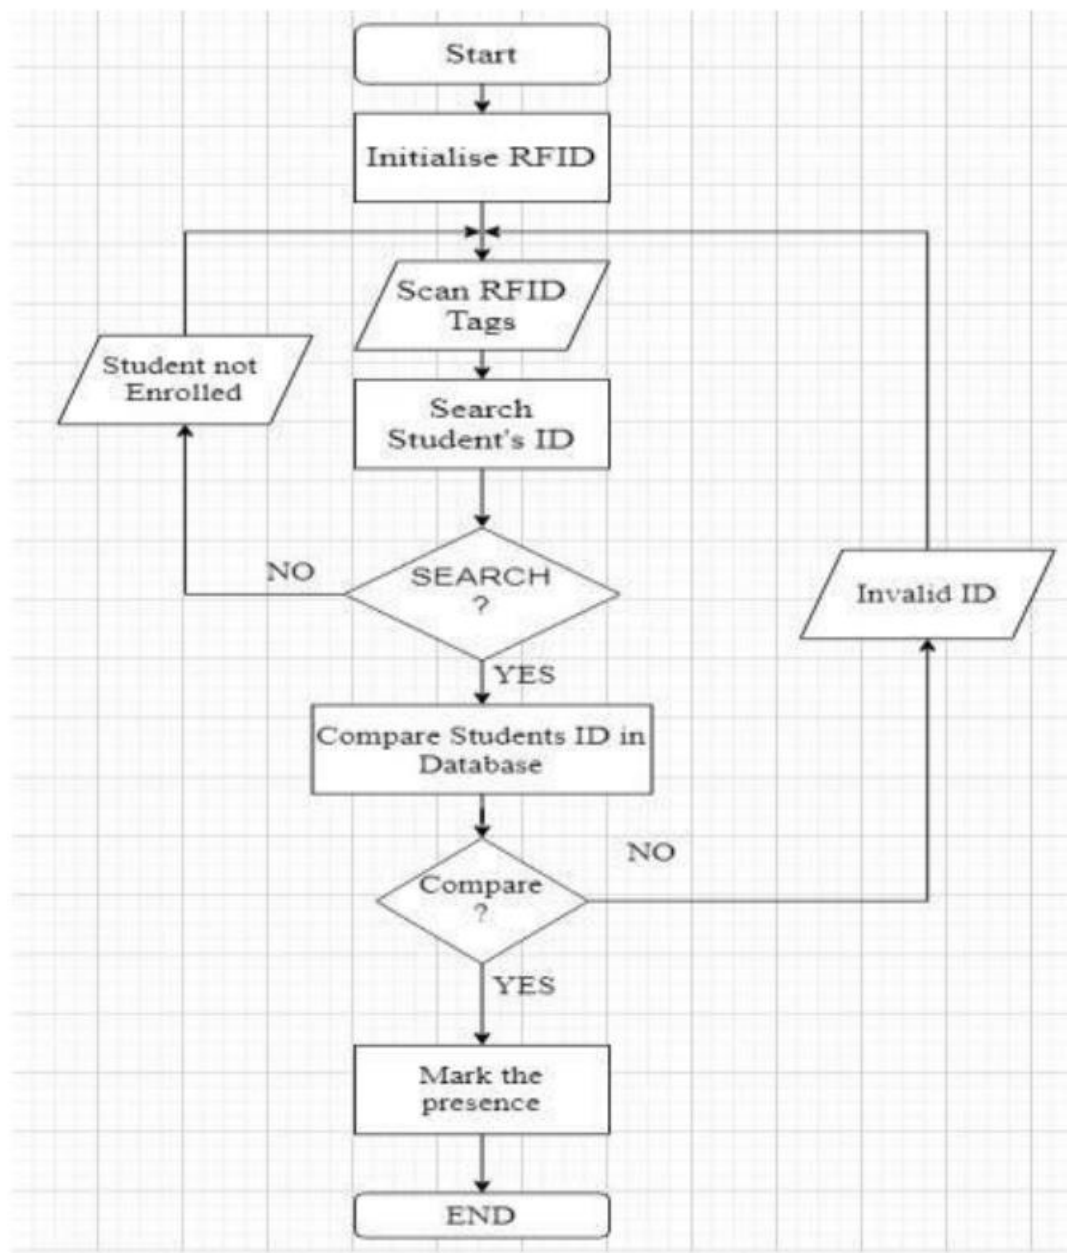 Start
Initialise RFID
Scan RFID
Tags
Student not
Enrolled
Search
Student's ID
NO
SEARCH
?
YES
Invalid ID
Compare Students ID in
Database
NO
Compare
?
YES
Mark the
presence
END